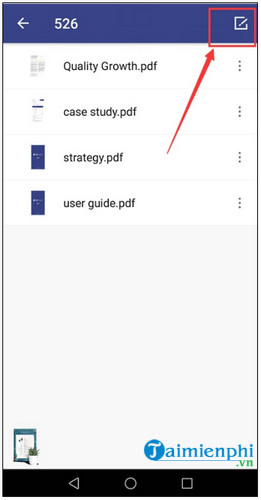 526
Quality Growth.pdf
case study.pdf
strategy.pdf
user guide.pdf
Taimienphi
.vn